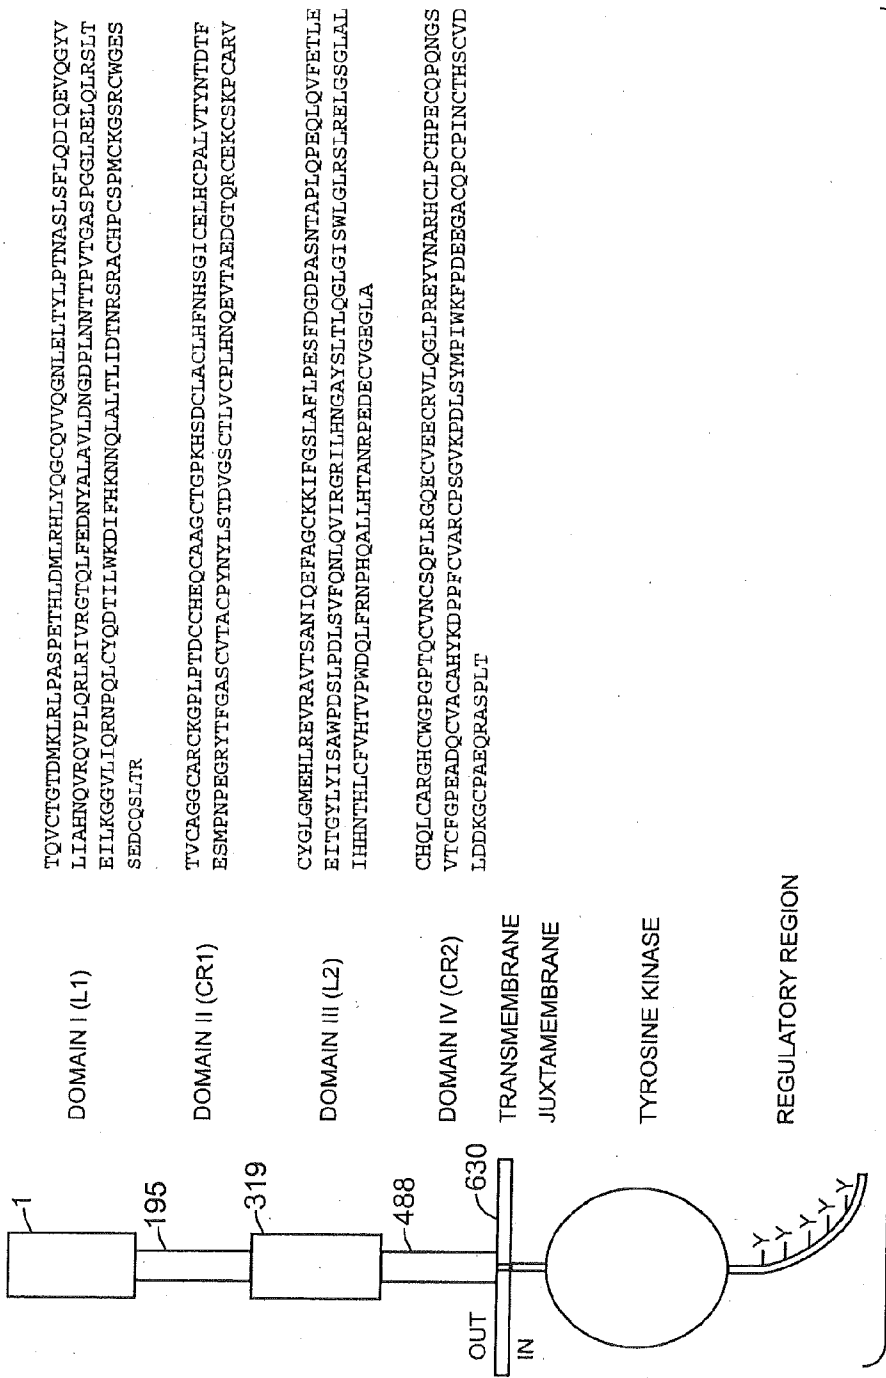 1
195
319
488
630
OUT
IN
Y
Y
Y
Y
Y
DOMAIN I (L1)
DOMAIN II (CR1)
DOMAIN III (L2)
DOMAIN IV (CR2)
TRANSMEMBRANE
JUXTAMEMBRANE
TYROSINE KINASE
REGULATORY REGION
TQVCTGTDMKLRLPASPETHLDMLRHLYQGCQVVQGNLELTYLPTNASLSFLQDIQEVQGYV
LIAHNQVRQVPLQRLRIVRGTQLFEDNYALAVLDNGDPLNNTTPVTGASPGGLRELQLRSLT
EILKGGVLIQRNPQLCYQDTILWKDIFHKNNQLALTLIDTNRSRACHPCSPMCKGSRCWGES
SEDCQSLTR
TVCAGGCARCKGPLPTDCCHEQCAAGCTGPKHSDCLACLHFNHSGICELHCPALVTYNTDTF
ESMPNPEGRYTFGASCVTACPYNYLSTDVGSCTLVCPLHNQEVTAEDGTQRCEKCSKPCARV
CYGLGMEHLREVRAVTSANIQEFAGCKKIFGSLAFLPESFDGDPASNTAPLQPEQLQVFETLE
EITGYLYISAWPDSLPDLSVFQNLQVIRGRILHNGAYSLTLQGLGISWLGLRSLRELGSGLAL
IHHNTHLCFVHTVPWDQLFRNPHQALLHTANRPEDECVGEGLA
CHQLCARGHCWGPGPTQCVNCSQFLRGQECVEECRVLQGLPREYVNARHCLPCHPECQPQNGS
VTCFGPEADQCVACAHYKDPPFCVARCPSGVKPDLSYMPIWKFPDEEGACQPCPINCTHSCVD
LDDKGCPAEQRASPLT